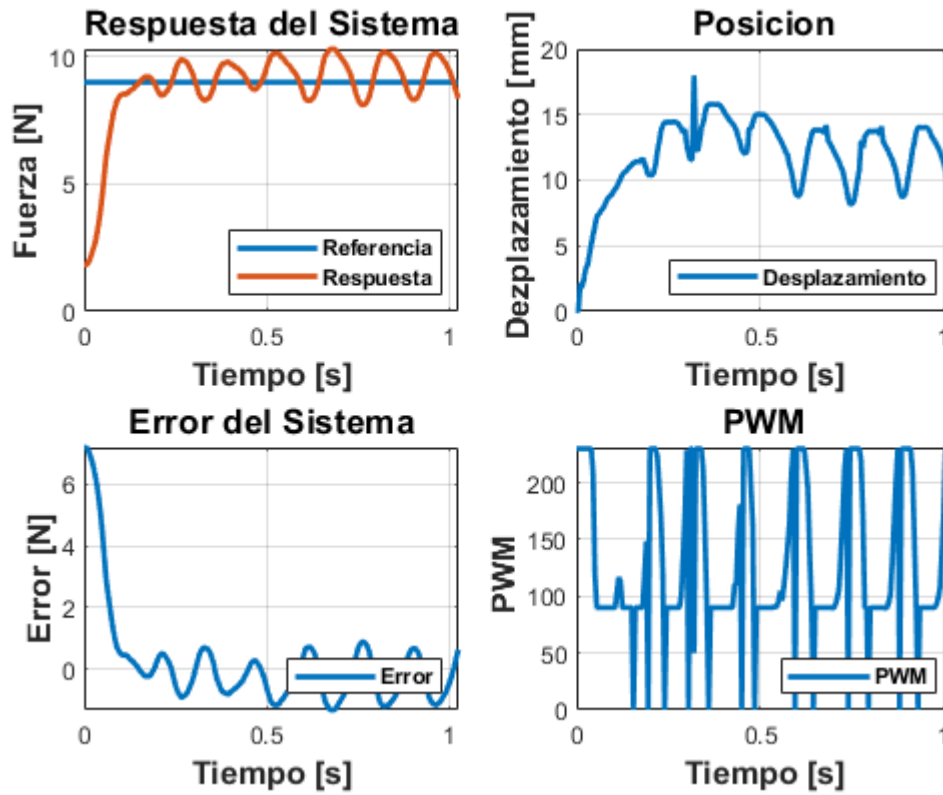 Respuesta del Sistema
10
5
0
Fuerza [N]
Referencia
Respuesta
0
0.5
1
Tiempo [s]
Posicion
20
15
10
5
0
Dezplazamiento [mm]
Desplazamiento
0
0.5
1
Tiempo [s]
Error del Sistema
6
4
2
0
Error [N]
Error
0
0.5
1
Tiempo [s]
PWM
200
150
100
50
0
PWM
PWM
0
0.5
1
Tiempo [s]